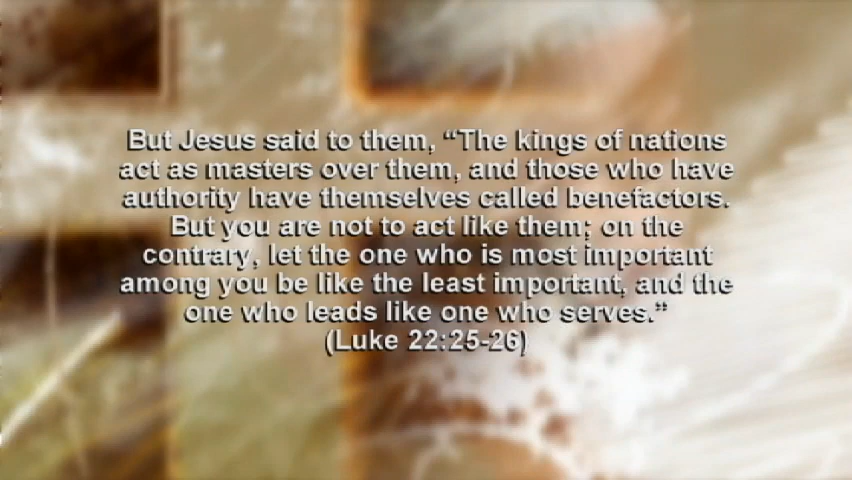 But Jesus said to them, “The kings of nations
act as masters over them, and those who have
authority have themselves called benefactors.
But you are not to act like them; on the
contrary, let the one who is most important
among you be like the least important, and the
one who leads like one who serves.”
(Luke 22:25-26)